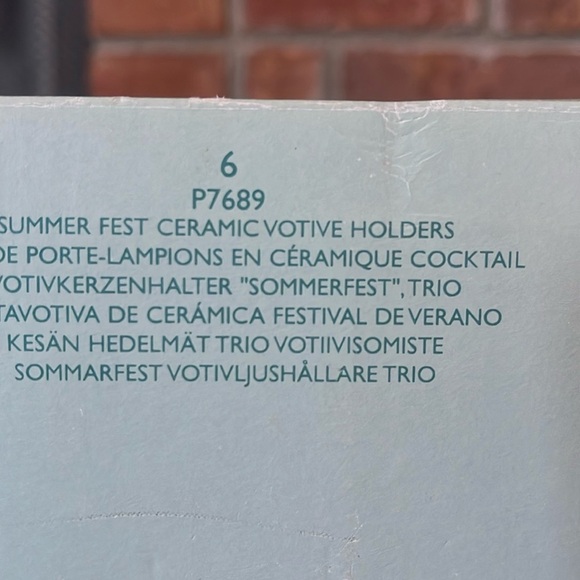 6
P7689
SUMMER FEST CERAMIC VOTIVE HOLDERS
DE PORTE-LAMPIONS EN CÉRAMIQUE COCKTAIL
VOTIVKERZENHALTER "SOMMERFEST", TRIO
TAVOTIVA DE CERÁMICA FESTIVAL DE VERANO
KESÄN HEDELMÄT TRIO VOTIIVISOMISTE
SOMMARFEST VOTIVLJUSHÅLLARE TRIO